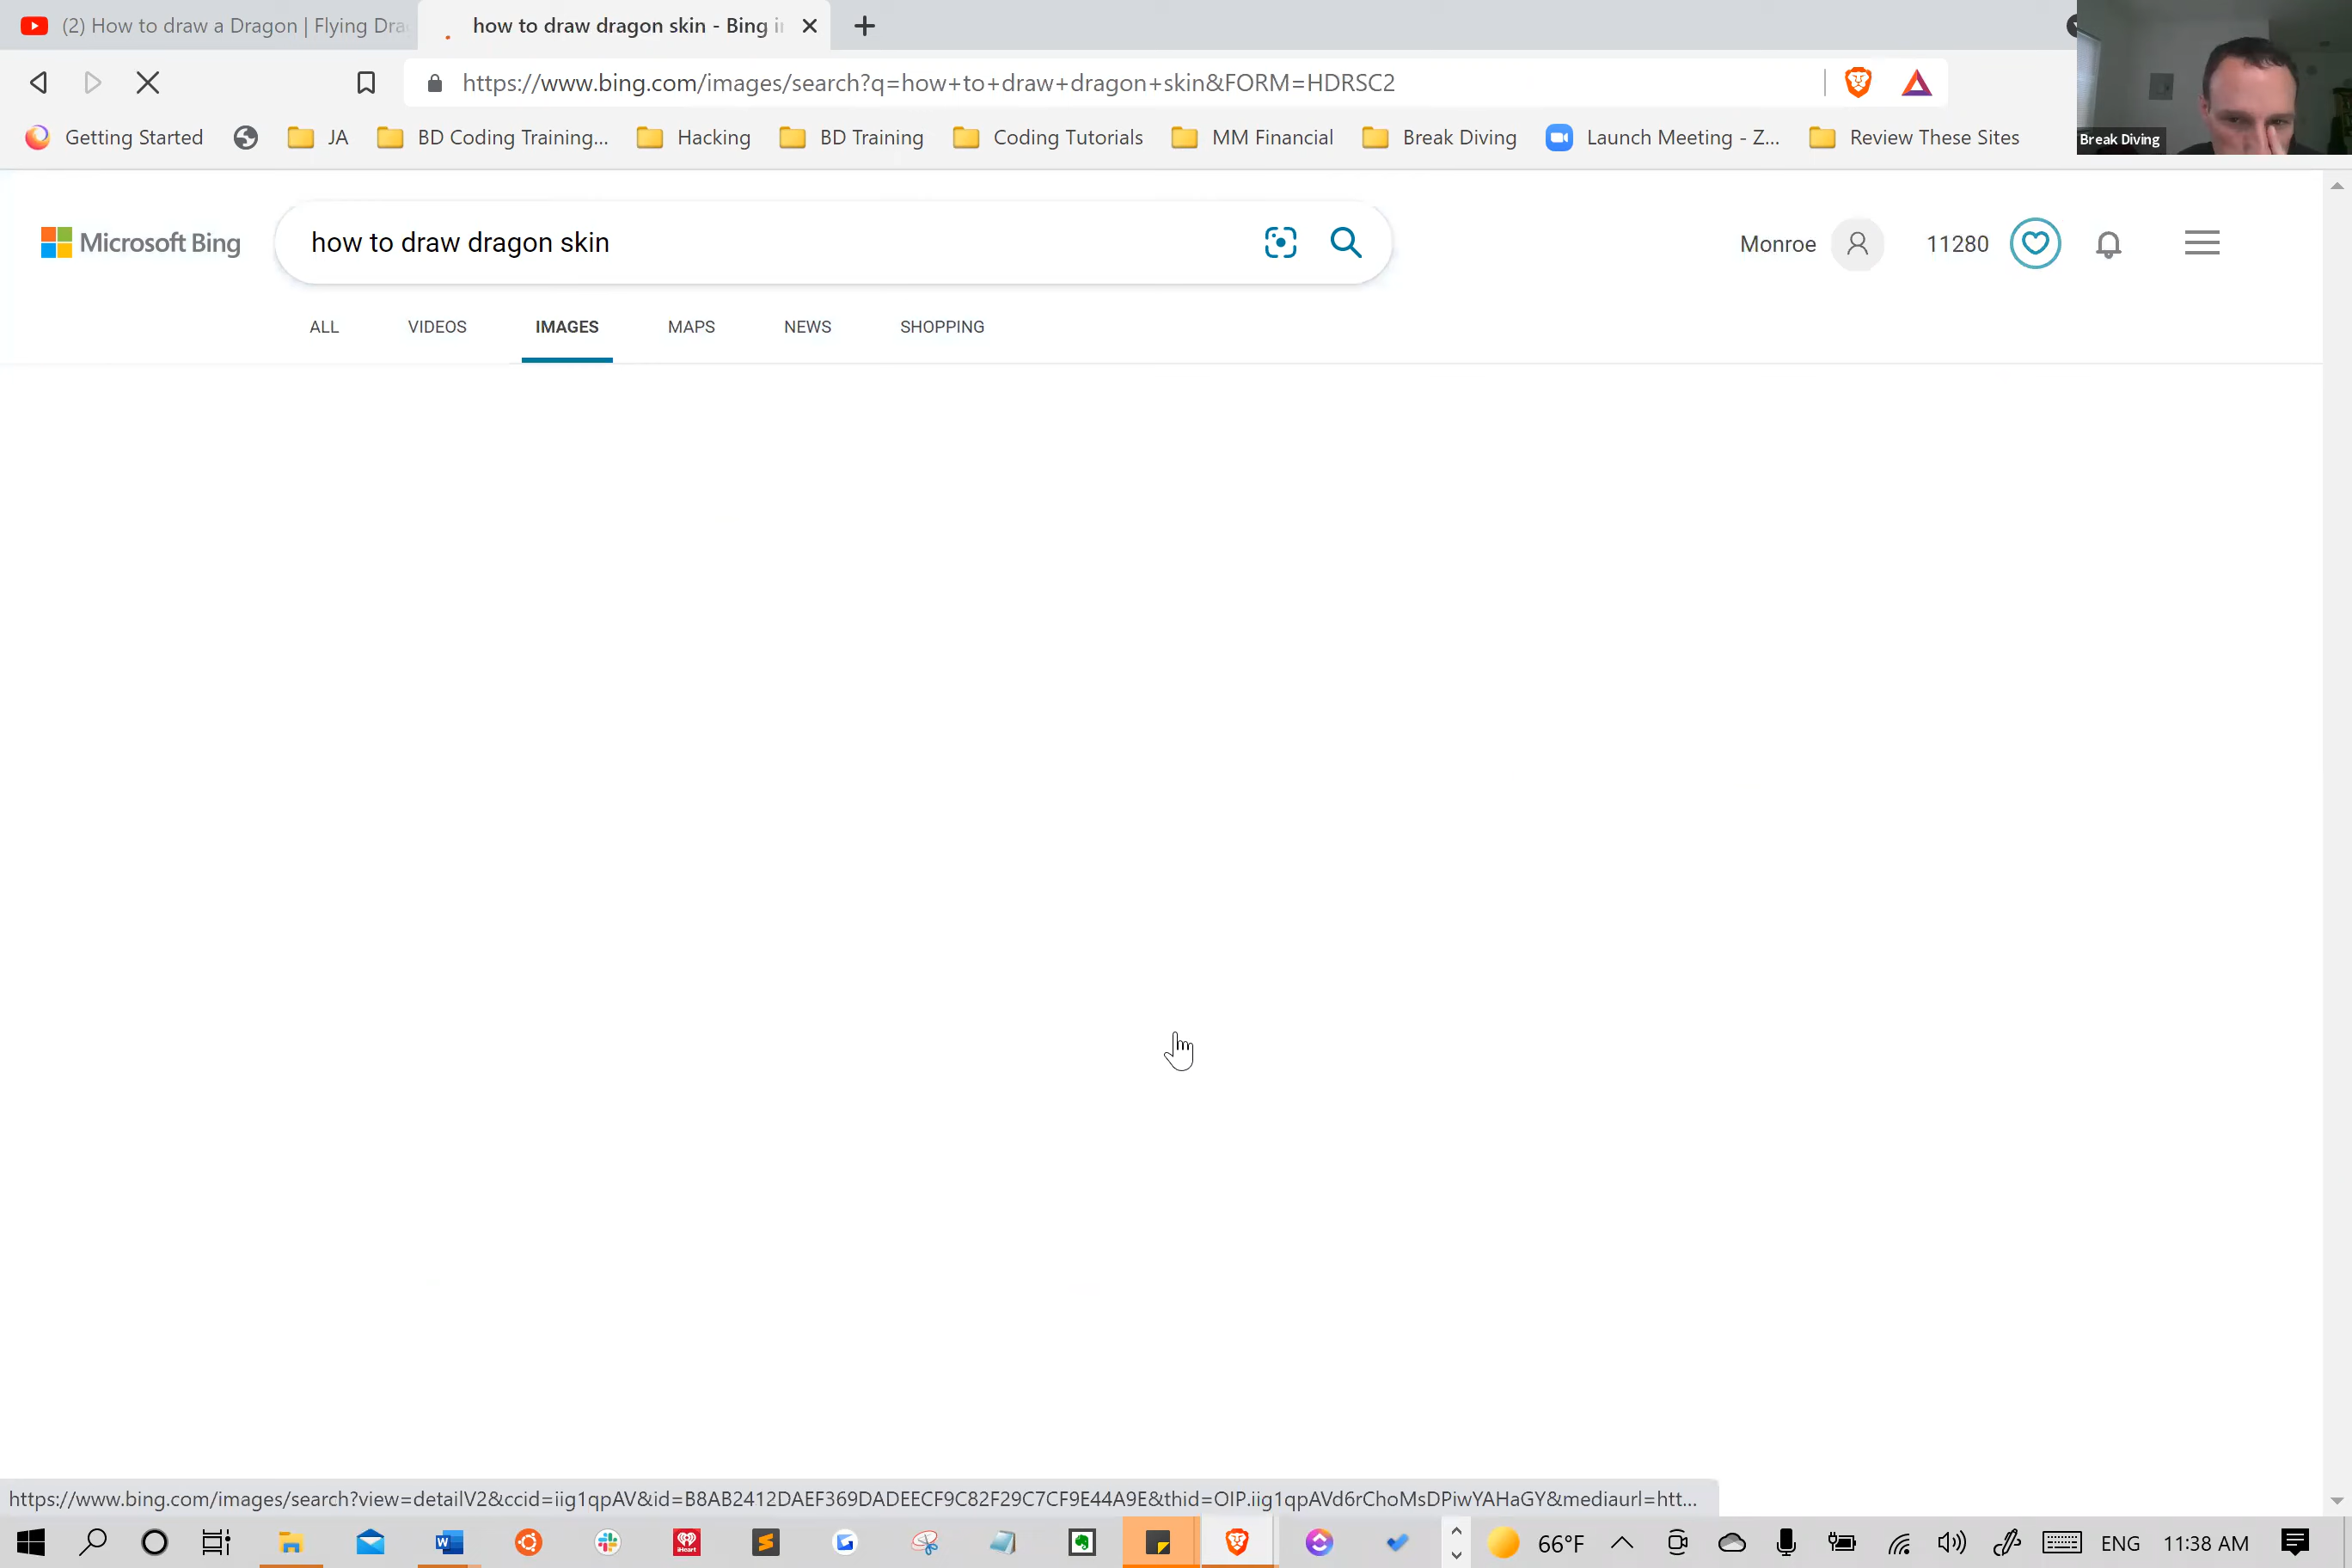 (2) How to draw a Dragon | Flying Dra
how to draw dragon skin - Bing i
https://www.bing.com/images/search?q=how+to+draw+dragon+skin&FORM=HDRSC2
Getting Started
JA
BD Coding Training...
Hacking
BD Training
Coding Tutorials
MM Financial
Break Diving
Launch Meeting - Z...
Review These Sites
Break Diving
Microsoft Bing
how to draw dragon skin
Monroe
11280
ALL
VIDEOS
IMAGES
MAPS
NEWS
SHOPPING
https://www.bing.com/images/search?view=detailV2&ccid=iig1qpAV&id=B8AB2412DAEF369DADEECF9C82F29C7CF9E44A9E&thid=OIP.iig1qpAVd6rChoMsDPiwYAHaGY&mediaurl=htt...
iHeart
66°F
ENG
11:38 AM